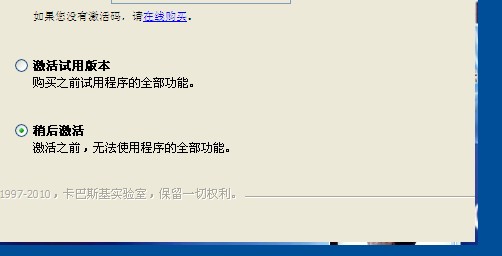 如果您没有激活码，请在线购买。
激活试用版本
购买之前试用程序的全部功能。
稍后激活
激活之前，无法使用程序的全部功能。
1997-2010，卡巴斯基实验室，保留一切权利。